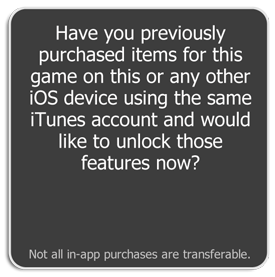 Have you previously
purchased items for this
game on this or any other
iOS device using the same
iTunes account and would
like to unlock those
features now?
Not all in-app purchases are transferable.